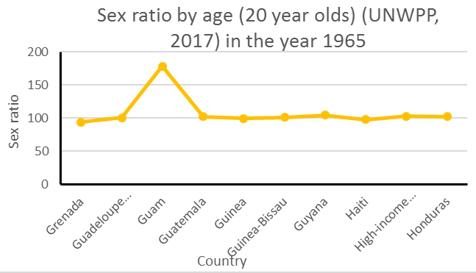 Sex ratio by age (20 year olds) (UNWPP,
2017) in the year 1965
200
150
100
50
0
Sex ratio
Grenada
Guadeloupe...
Guam
Guatemala
Guinea
Guinea-Bissau
Guyana
Haiti
High-income...
Honduras
Country